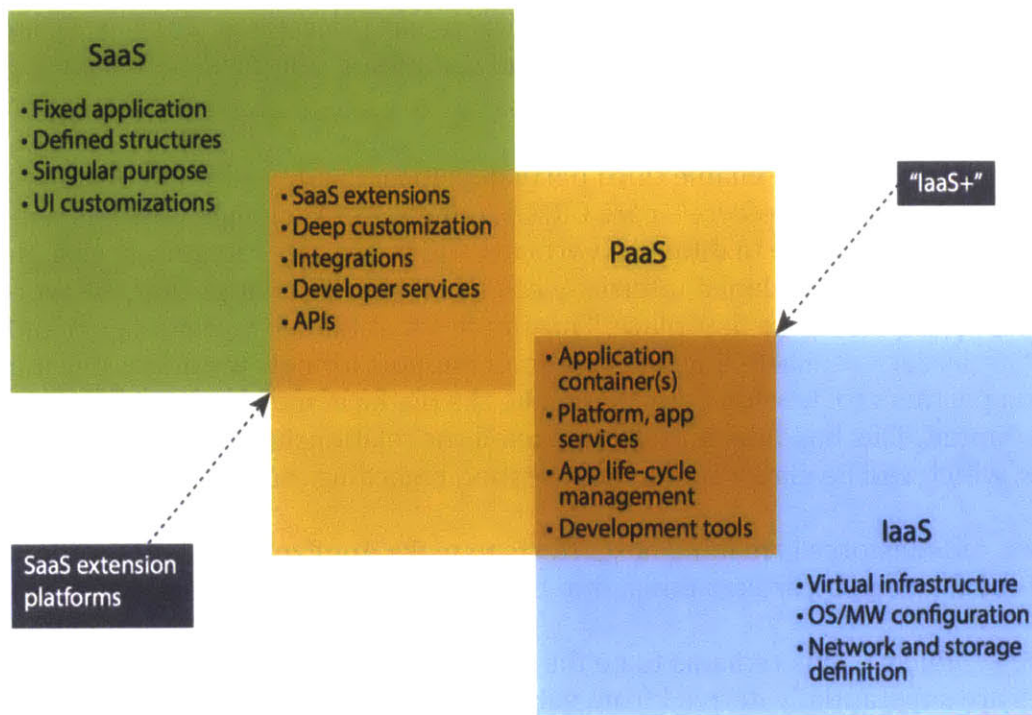 SaaS
• Fixed application
• Defined structures
• Singular purpose
• UI customizations
• SaaS extensions
• Deep customization
• Integrations
• Developer services
• APIs
PaaS
"IaaS+"
• Application
container(s)
• Platform, app
services
• App life-cycle
management
• Development tools
SaaS extension
platforms
IaaS
• Virtual infrastructure
• OS/MW configuration
• Network and storage
definition